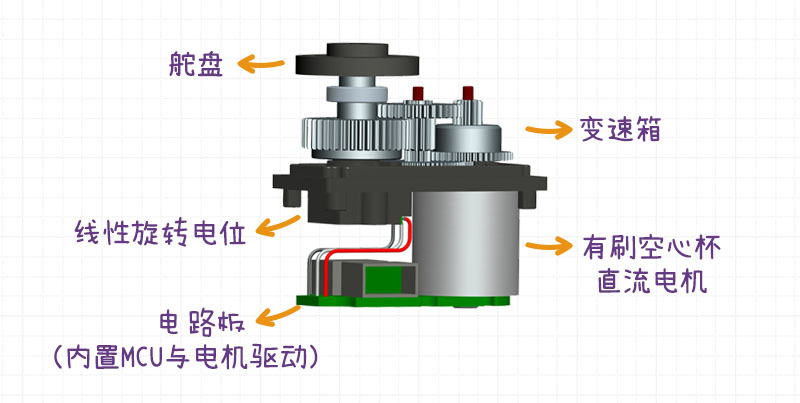 舵盘
变速箱
线性旋转电位
有刷空心杯
直流电机
电路板
(内置MCU与电机驱动)